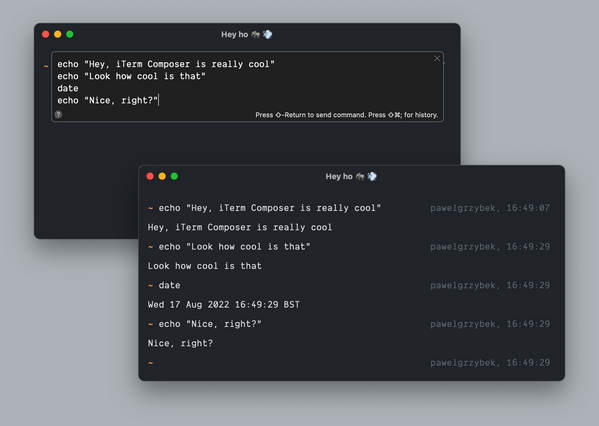 Hey ho 🦟 💨
~
echo "Hey, iTerm Composer is really cool"
echo "Look how cool is that"
date
echo "Nice, right?"
Press ⇧-Return to send command. Press ⇧⌘; for history.
Hey ho 🦟 💨
~ echo "Hey, iTerm Composer is really cool" pawelgrzybek, 16:49:07
Hey, iTerm Composer is really cool
~ echo "Look how cool is that" pawelgrzybek, 16:49:29
Look how cool is that
~ date pawelgrzybek, 16:49:29
Wed 17 Aug 2022 16:49:29 BST
~ echo "Nice, right?" pawelgrzybek, 16:49:29
Nice, right?
~ pawelgrzybek, 16:49:29